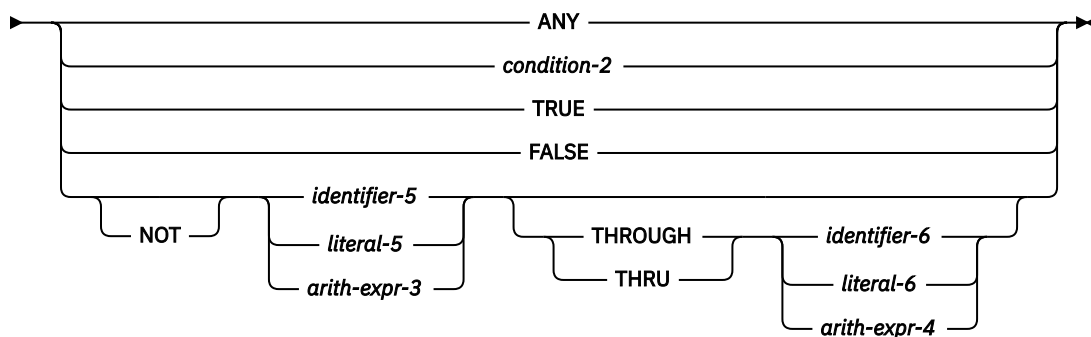 ANY
condition-2
TRUE
FALSE
identifier-5
NOT
literal-5
THROUGH
identifier-6
arith-expr-3
THRU
literal-6
arith-expr-4